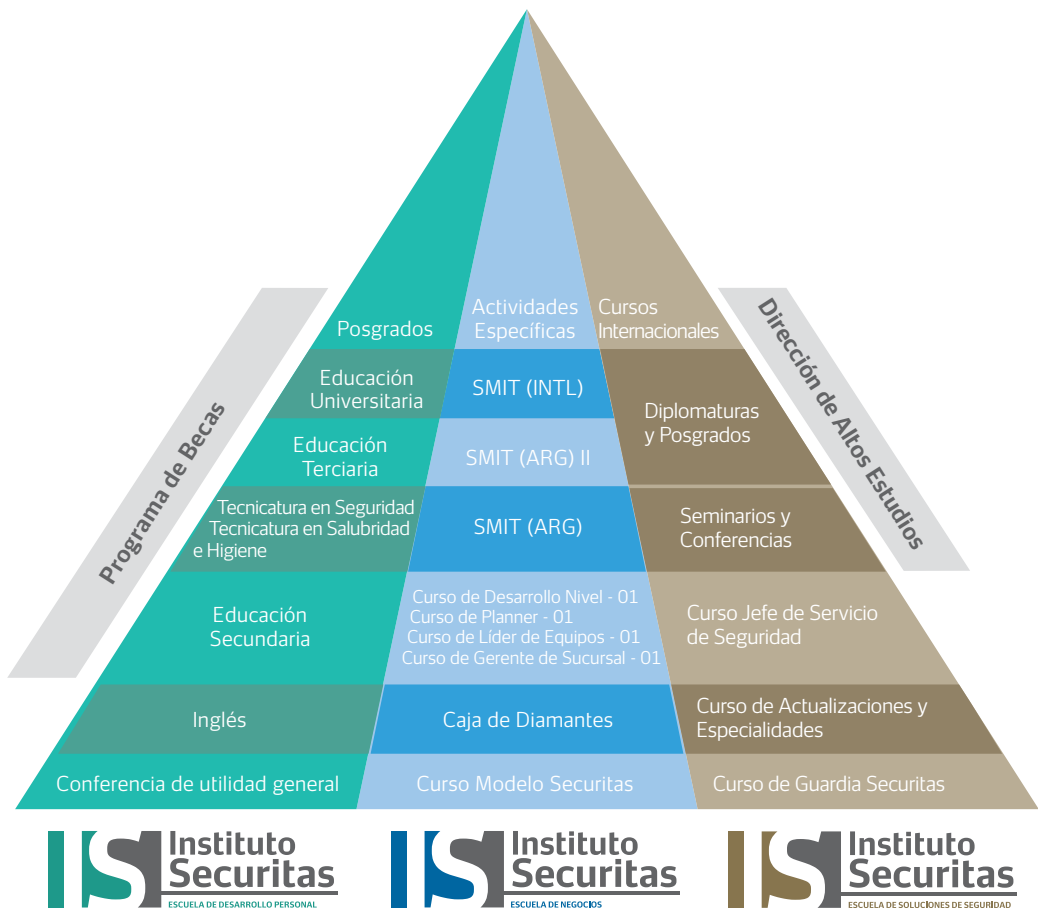 Posgrados
Actividades
Específicas
Cursos
Internacionales
Programa de Becas
Dirección de Altos Estudios
Educación
Universitaria
SMIT (INTL)
Diplomaturas
y Posgrados
Educación
Terciaria
SMIT (ARG) II
Tecnicatura en Seguridad
Tecnicatura en Salubridad
e Higiene
SMIT (ARG)
Seminarios y
Conferencias
Educación
Secundaria
Curso de Desarrollo Nivel - 01
Curso de Planner - 01
Curso de Líder de Equipos - 01
Curso de Gerente de Sucursal - 01
Curso Jefe de Servicio
de Seguridad
Inglés
Caja de Diamantes
Curso de Actualizaciones y
Especialidades
Conferencia de utilidad general
Curso Modelo Securitas
Curso de Guardia Securitas
IS Instituto
Securitas
ESCUELA DE DESARROLLO PERSONAL
IS Instituto
Securitas
ESCUELA DE NEGOCIOS
IS Instituto
Securitas
ESCUELA DE SOLUCIONES DE SEGURIDAD